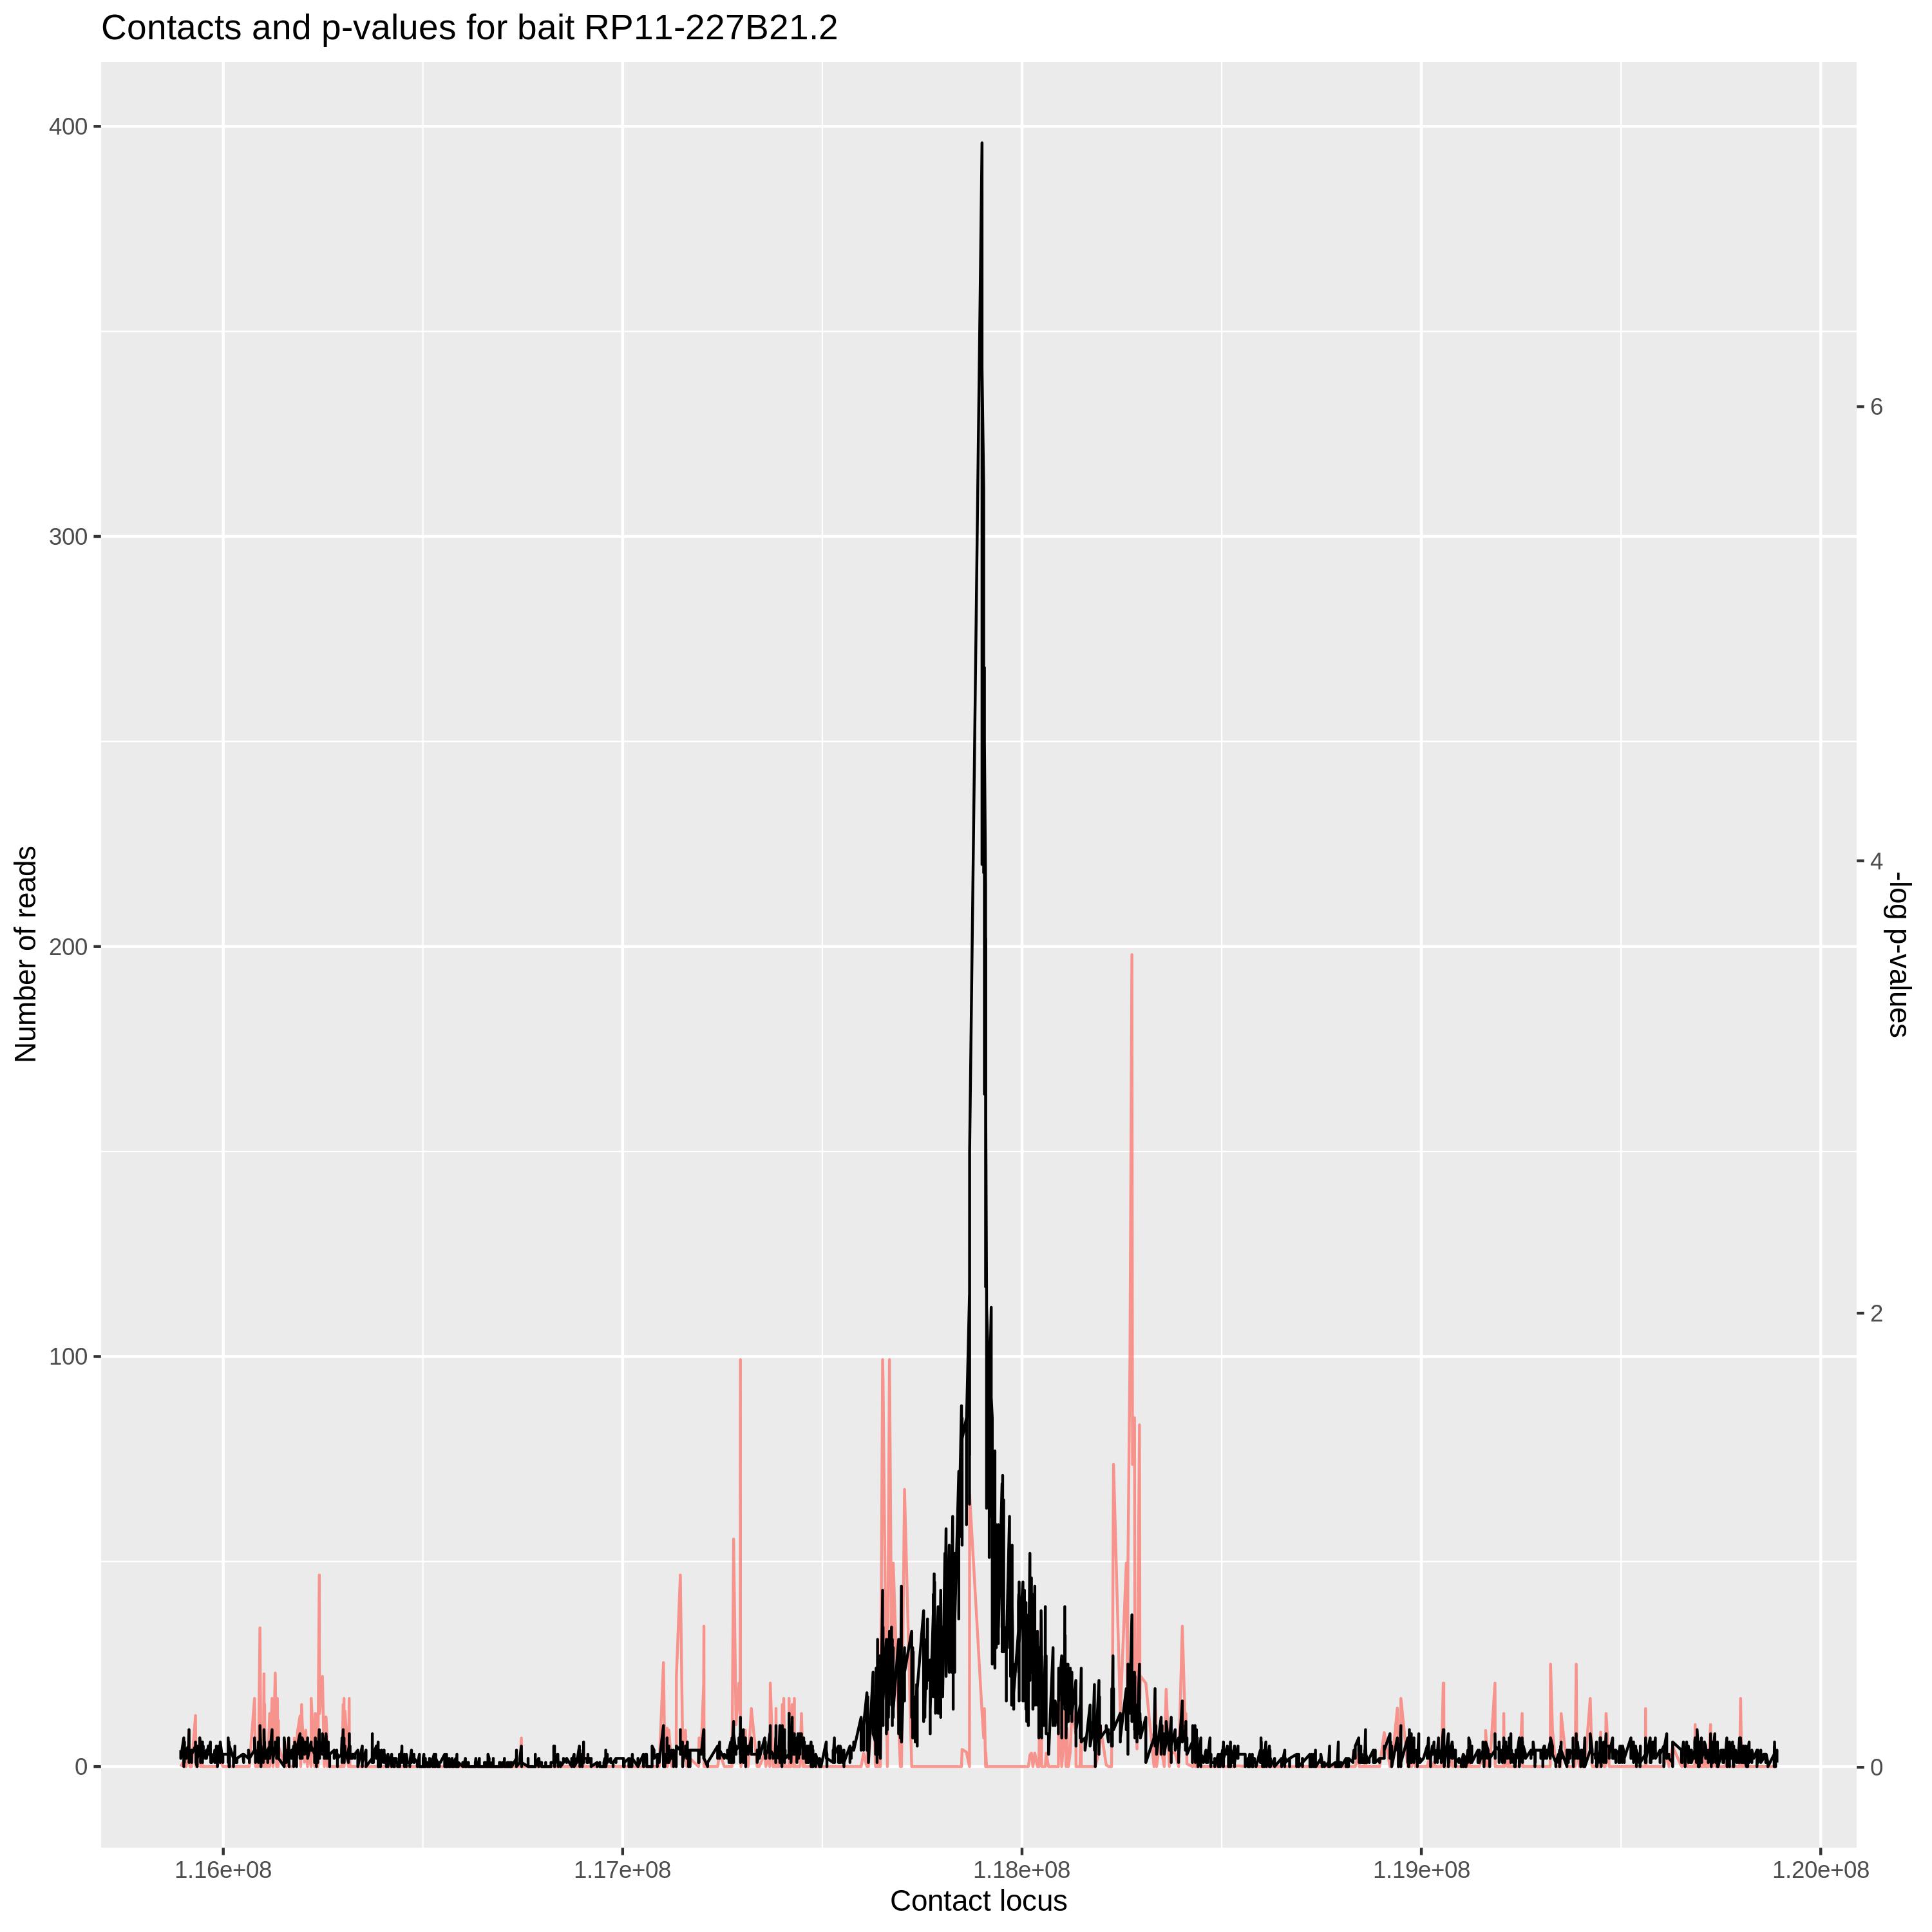 Contacts and p-values for bait RP11-227B21.2
400
300
200
100
0
6
4
2
0
Number of reads
-log p-values
1.16e+08
1.17e+08
1.18e+08
1.19e+08
1.20e+08
Contact locus